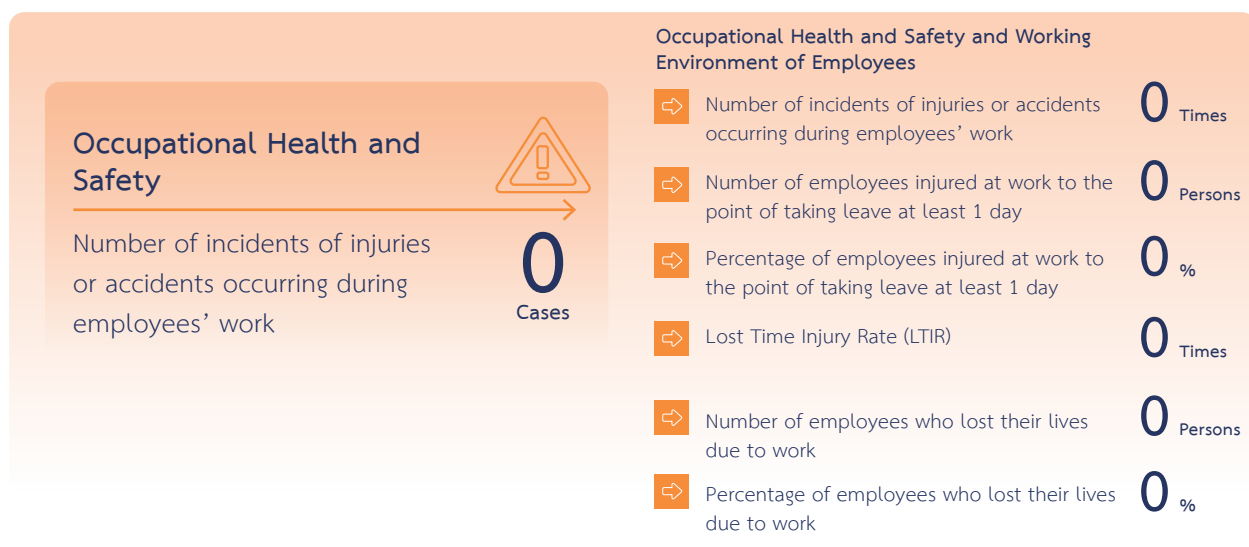 Occupational Health and
Safety
Number of incidents of injuries
or accidents occurring during
employees’ work
0
Cases
Occupational Health and Safety and Working
Environment of Employees
Number of incidents of injuries or accidents
occurring during employees’ work
0 Times
Number of employees injured at work to the
point of taking leave at least 1 day
0 Persons
Percentage of employees injured at work to
the point of taking leave at least 1 day
0 %
Lost Time Injury Rate (LTIR)
0 Times
Number of employees who lost their lives
due to work
0 Persons
Percentage of employees who lost their lives
due to work
0 %